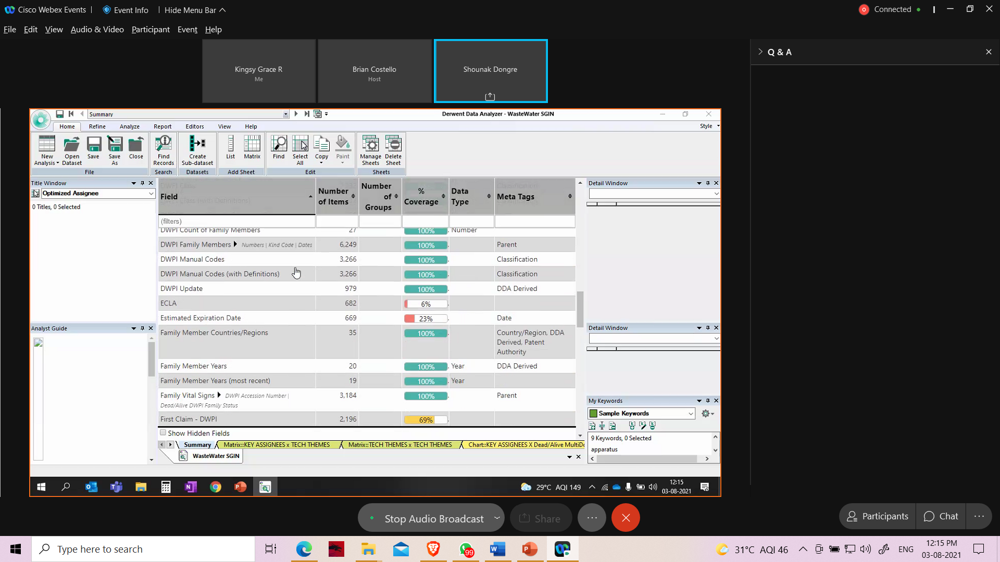 Cisco Webex Events
Event Info
Hide Menu Bar
Connected
File Edit View Audio & Video Participant Event Help
Kingsy Grace R
Me
Brian Costello
Host
Shounak Dongre
Q & A
Summary
Derwent Data Analyzer - WasteWater SGIN
Home Refine Analyze Report Editors View Help
Style
New Analysis
Open Dataset
Save
Save As
Close
Find Records
Create Sub-dataset
List
Matrix
Find
Select All
Copy
Paint
Manage Sheets
Delete Sheet
File Search Datasets Add Sheet Edit Sheets
Title Window
Optimized Assignee
0 Titles, 0 Selected
Analyst Guide
Field Number of Items Number of Groups % Coverage Data Type Meta Tags
(filters)
DWPI Count of Family Members 27 100% Number
DWPI Family Members Numbers | Kind Code | Dates 6,249 100% Parent
DWPI Manual Codes 3,266 100% Classification
DWPI Manual Codes (with Definitions) 3,266 100% Classification
DWPI Update 979 100% DDA Derived
ECLA 682 6%
Estimated Expiration Date 669 23% Date
Family Member Countries/Regions 35 100% Country/Region, DDA
Derived, Patent
Authority
Family Member Years 20 100% Year DDA Derived
Family Member Years (most recent) 19 100% Year
Family Vital Signs DWPI Accession Number | 3,184 100% Parent
Dead/Alive DWPI Family Status
First Claim - DWPI 2,196 69%
Show Hidden Fields
Summary Matrix::KEY ASSIGNEES x TECH THEMES Matrix::TECH THEMES x TECH THEMES Chart::KEY ASSIGNEES X Dead/Alive MultiDo
WasteWater SGIN
Detail Window
Detail Window
My Keywords
Sample Keywords
9 Keywords, 0 Selected
apparatus
29°C AQI 149
12:15
03-08-2021
Stop Audio Broadcast
Share
Participants
Chat
Type here to search
99
31°C AQI 46
ENG
12:15 PM
03-08-2021